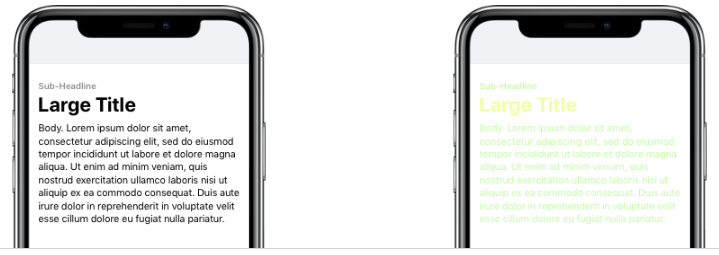 Sub-Headline
Large Title
Body. Lorem ipsum dolor sit amet,
consectetur adipiscing elit, sed do eiusmod
tempor incididunt ut labore et dolore magna
aliqua. Ut enim ad minim veniam, quis
nostrud exercitation ullamco laboris nisi ut
aliquip ex ea commodo consequat. Duis aute
irure dolor in reprehenderit in voluptate velit
esse cillum dolore eu fugiat nulla pariatur.
Sub-Headline
Large Title
Body. Lorem ipsum dolor sit amet,
consectetur adipiscing elit, sed do eiusmod
tempor incididunt ut labore et dolore magna
aliqua. Ut enim ad minim veniam, quis
nostrud exercitation ullamco laboris nisi ut
aliquip ex ea commodo consequat. Duis aute
irure dolor in reprehenderit in voluptate velit
esse cillum dolore eu fugiat nulla pariatur.